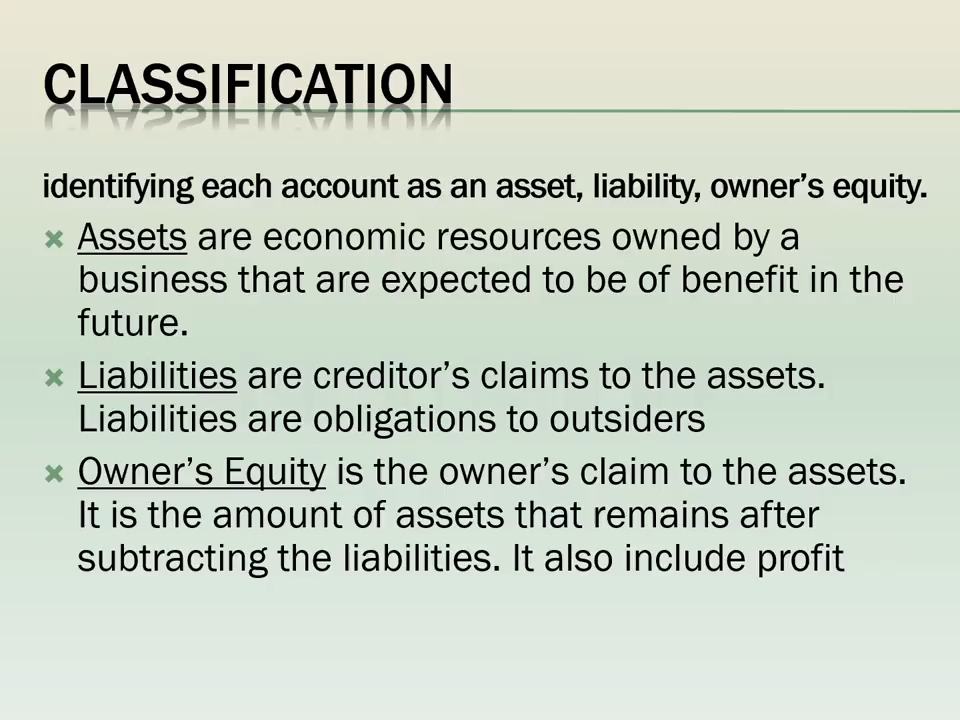 CLASSIFICATION
identifying each account as an asset, liability, owner's equity.
Assets are economic resources owned by a
business that are expected to be of benefit in the
future.
Liabilities are creditor's claims to the assets.
Liabilities are obligations to outsiders
Owner's Equity is the owner's claim to the assets.
It is the amount of assets that remains after
subtracting the liabilities. It also include profit